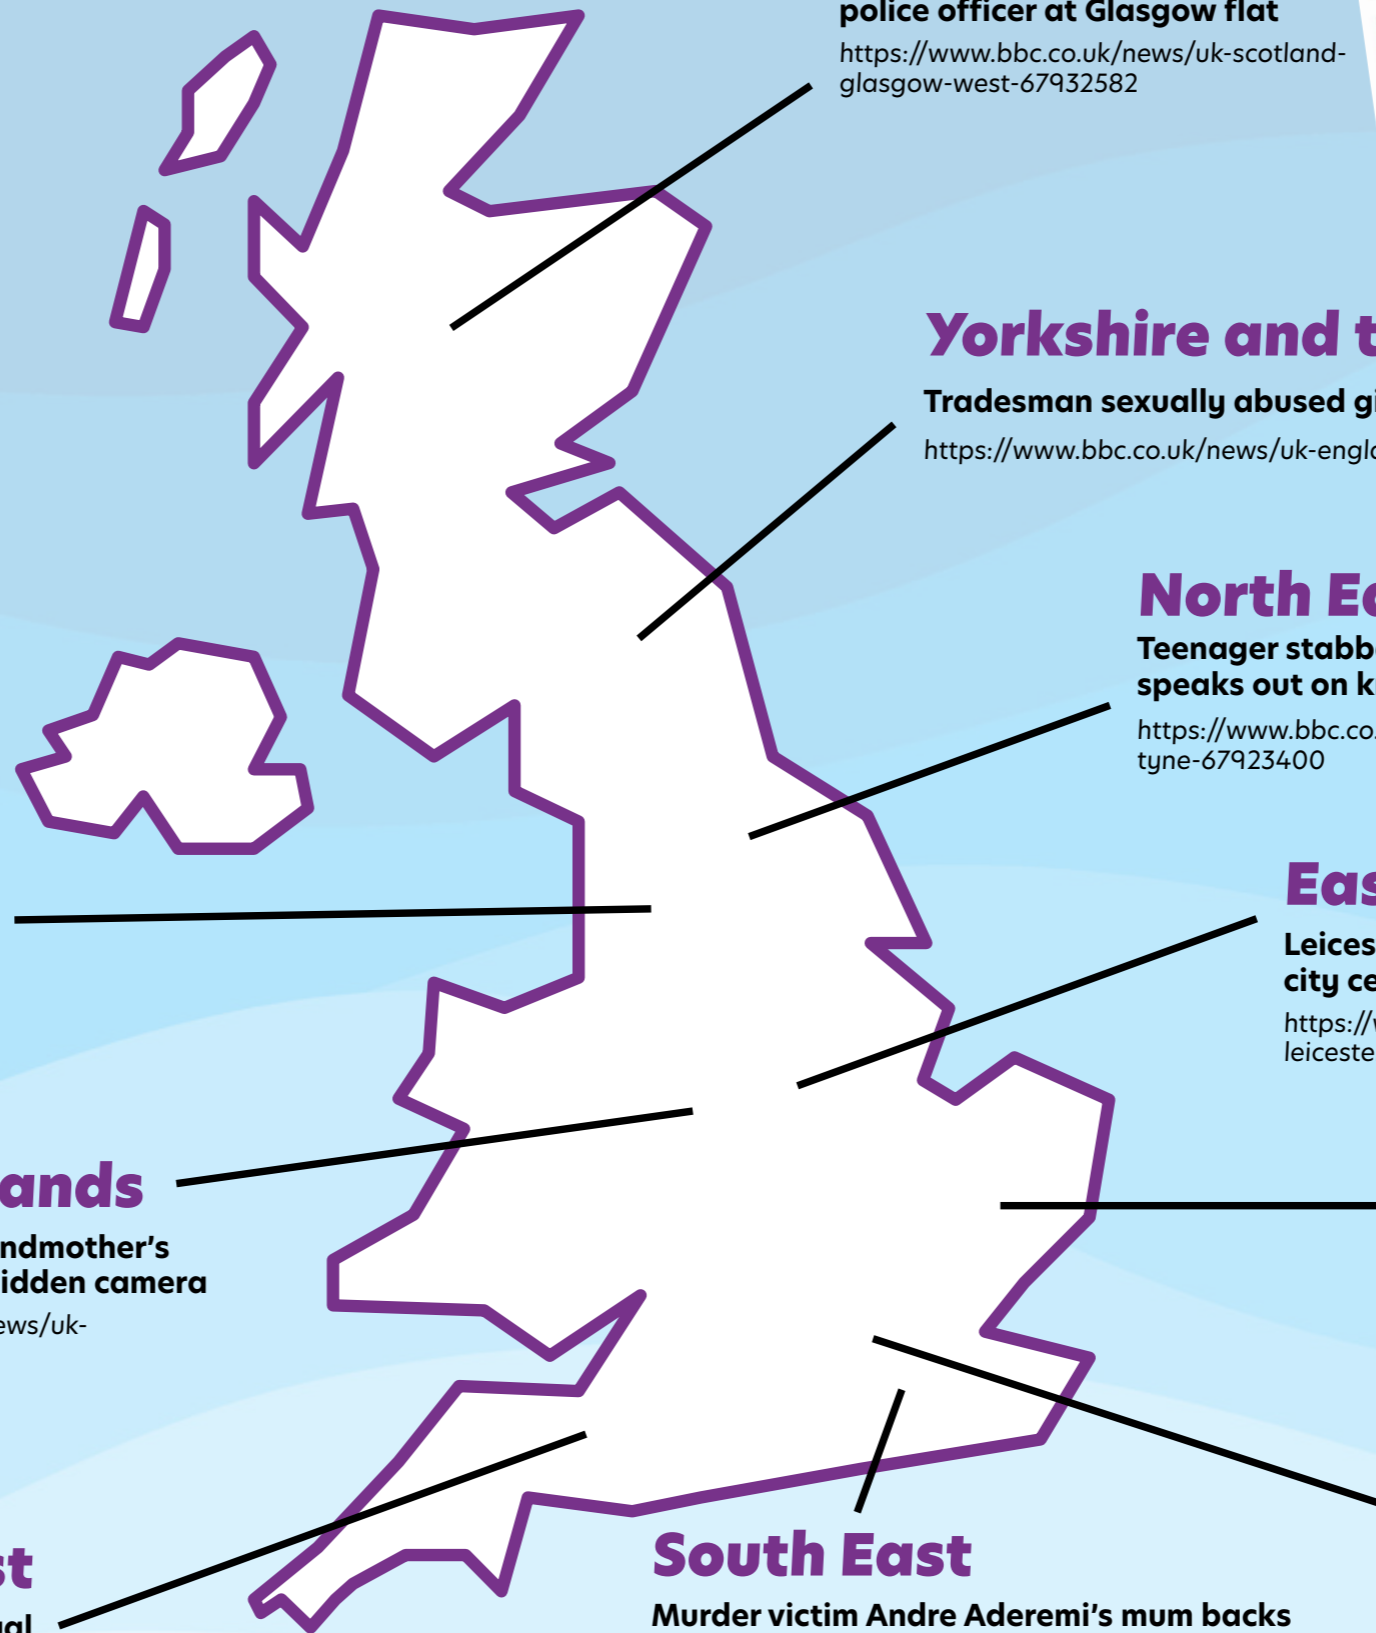 police officer at Glasgow flat
https://www.bbc.co.uk/news/uk-scotland-
glasgow-west-67932582
Yorkshire and t
Tradesman sexually abused gi
https://www.bbc.co.uk/news/uk-engla
North Ea
Teenager stabb
speaks out on k
https://www.bbc.co.
tyne-67923400
Eas
Leices
city ce
https://w
leiceste
ands
ndmother's
idden camera
ews/uk-
st
ual
South East
Murder victim Andre Aderemi's mum backs